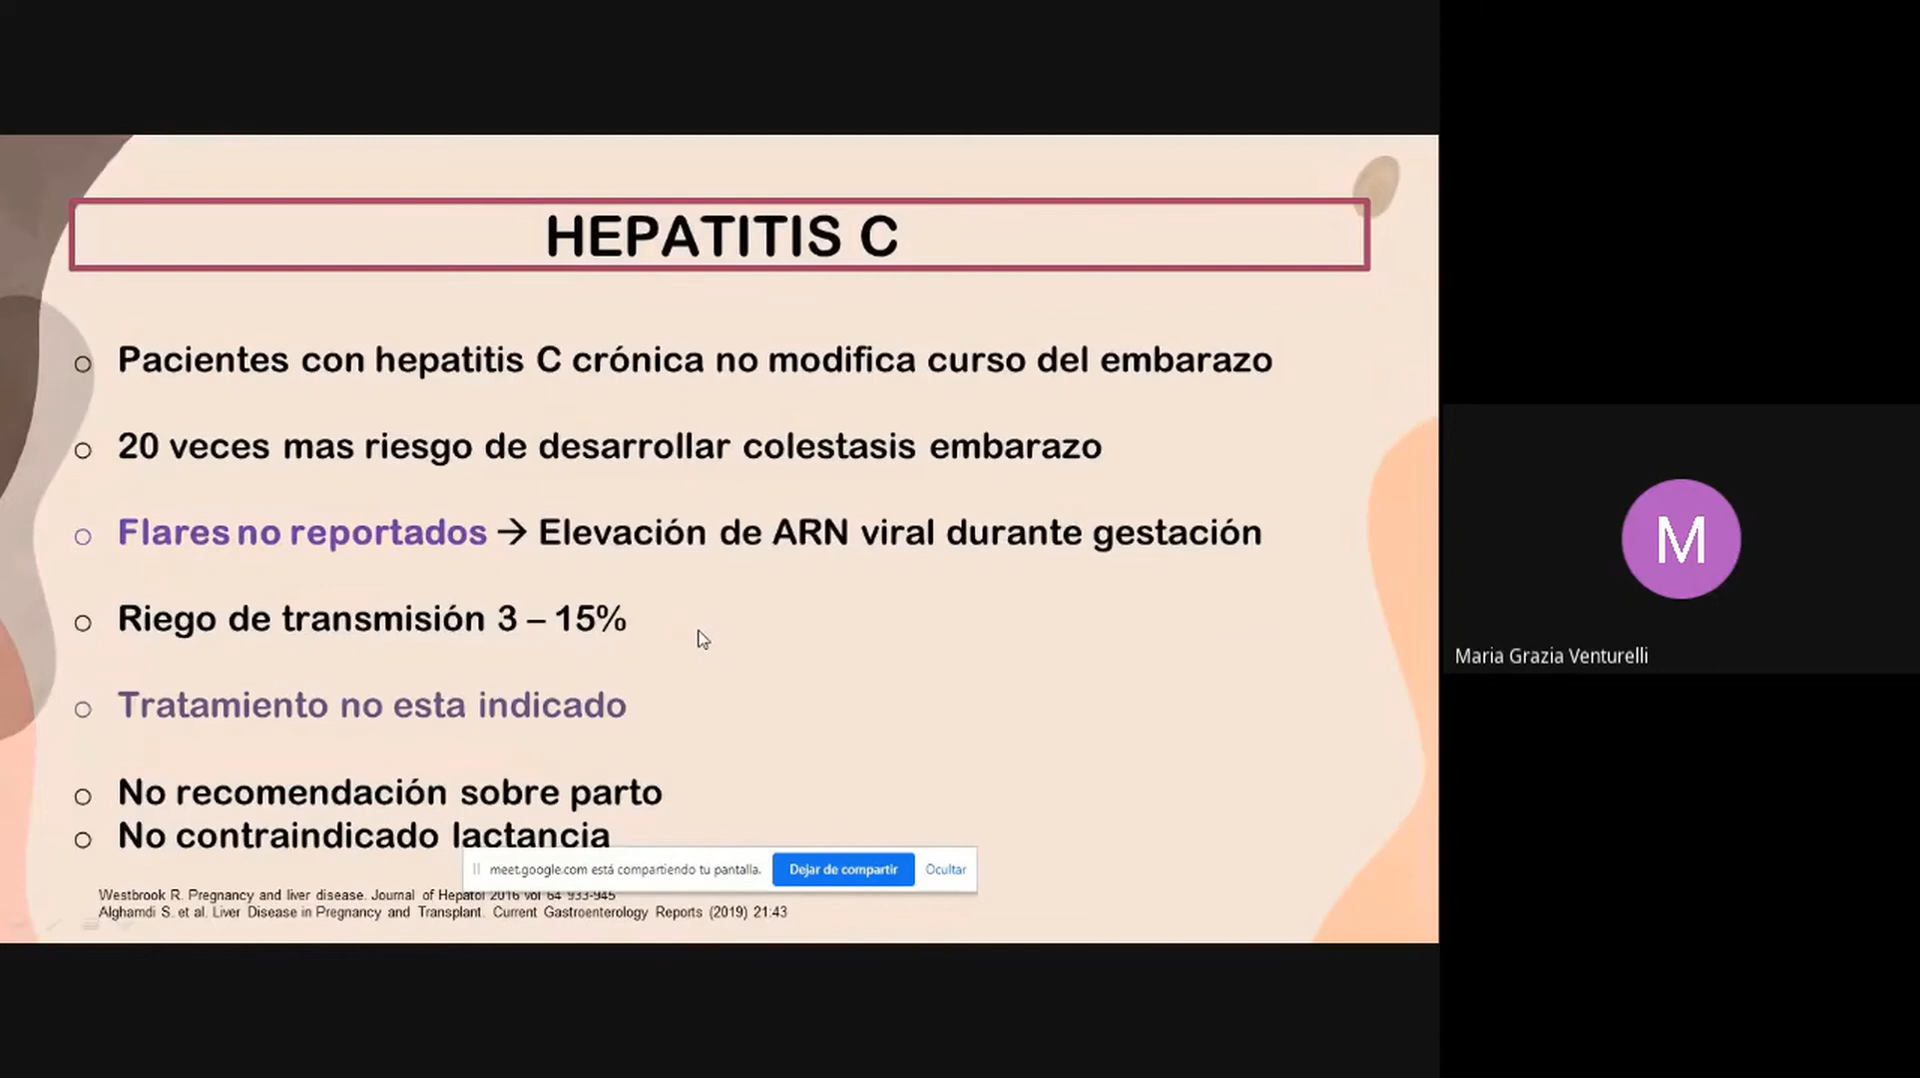 HEPATITIS C
Pacientes con hepatitis C crónica no modifica curso del embarazo
20 veces mas riesgo de desarrollar colestasis embarazo
Flares no reportados → Elevación de ARN viral durante gestación
Riego de transmisión 3 – 15%
Tratamiento no esta indicado
No recomendación sobre parto
No contraindicado lactancia
meet.google.com está compartiendo tu pantalla. Dejar de compartir Ocultar
Westbrook R. Pregnancy and liver disease. Journal of Hepatol 2016 vol 64 933-945
Alghamdi S. et al. Liver Disease in Pregnancy and Transplant. Current Gastroenterology Reports (2019) 21:43
M
Maria Grazia Venturelli